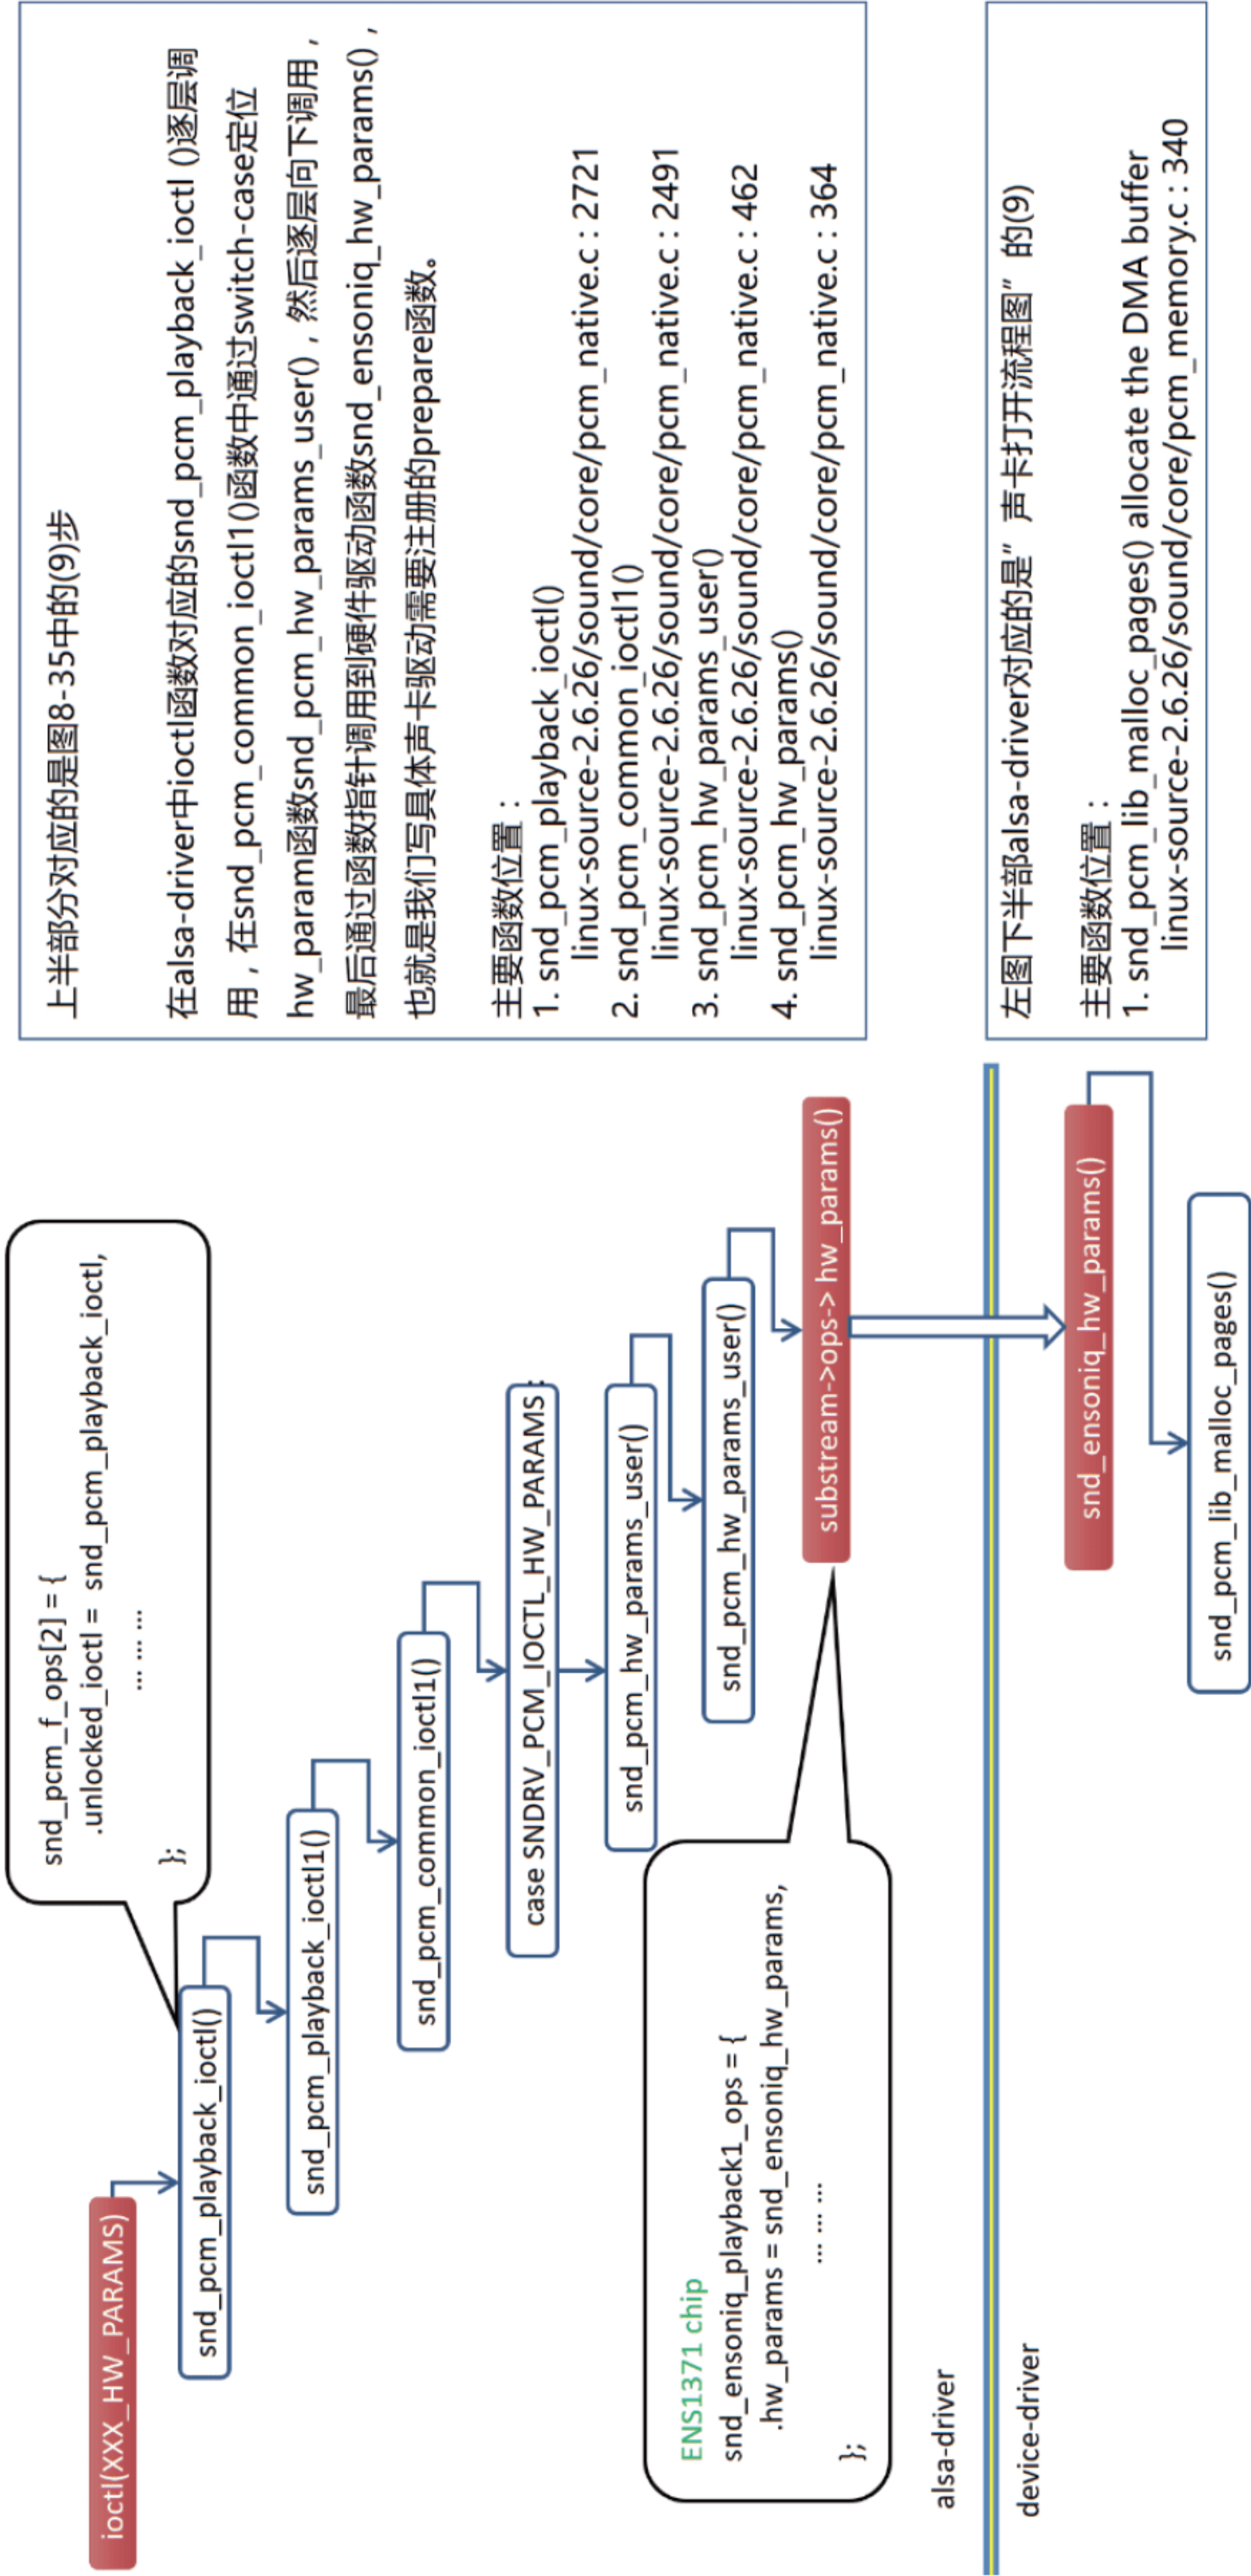 ioctl(XXX_HW_PARAMS)
snd_pcm_f_ops[2] = {
.unlocked_ioctl = snd_pcm_playback_ioctl,
... ... ...
};
snd_pcm_playback_ioctl()
snd_pcm_playback_ioctl1()
snd_pcm_common_ioctl1()
case SNDRV_PCM_IOCTL_HW_PARAMS :
snd_pcm_hw_params_user()
snd_pcm_hw_params_user()
substream->ops-> hw_params()
ENS1371 chip
snd_ensoniq_playback1_ops = {
.hw_params = snd_ensoniq_hw_params,
... ... ...
};
alsa-driver
device-driver
snd_ensoniq_hw_params()
snd_pcm_lib_malloc_pages()
上半部分对应的是图8-35中的(9)步
在alsa-driver中ioctl函数对应的snd_pcm_playback_ioctl ()逐层调
用，在snd_pcm_common_ioctl1()函数中通过switch-case定位
hw_param函数snd_pcm_hw_params_user()，然后逐层向下调用，
最后通过函数指针调用到硬件驱动函数snd_ensoniq_hw_params()，
也就是我们写具体声卡驱动需要注册的prepare函数。
主要函数位置：
1. snd_pcm_playback_ioctl()
linux-source-2.6.26/sound/core/pcm_native.c : 2721
2. snd_pcm_common_ioctl1()
linux-source-2.6.26/sound/core/pcm_native.c : 2491
3. snd_pcm_hw_params_user()
linux-source-2.6.26/sound/core/pcm_native.c : 462
4. snd_pcm_hw_params()
linux-source-2.6.26/sound/core/pcm_native.c : 364
左图下半部alsa-driver对应的是”声卡打开流程图”的(9)
主要函数位置：
1. snd_pcm_lib_malloc_pages() allocate the DMA buffer
linux-source-2.6.26/sound/core/pcm_memory.c : 340